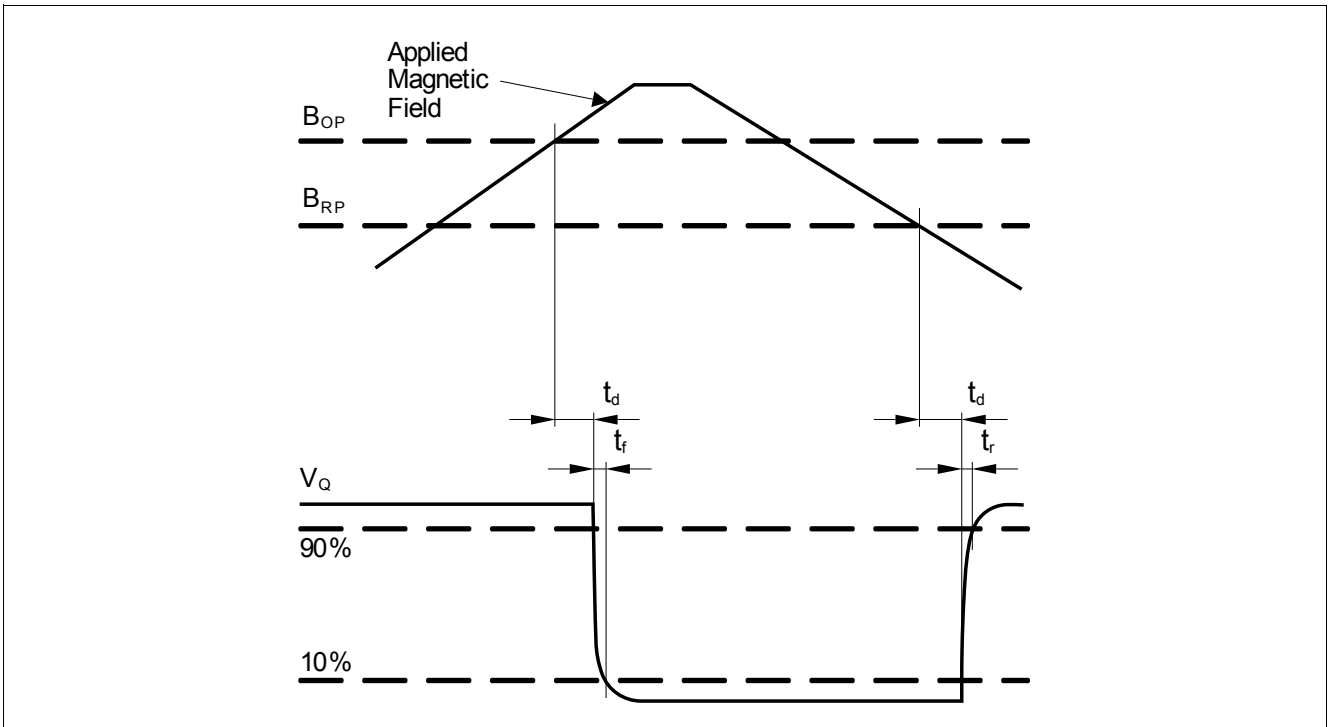 Applied
Magnetic
Field
B_OP
B_RP
t_d
t_d
t_f
t_r
V_Q
90%
10%